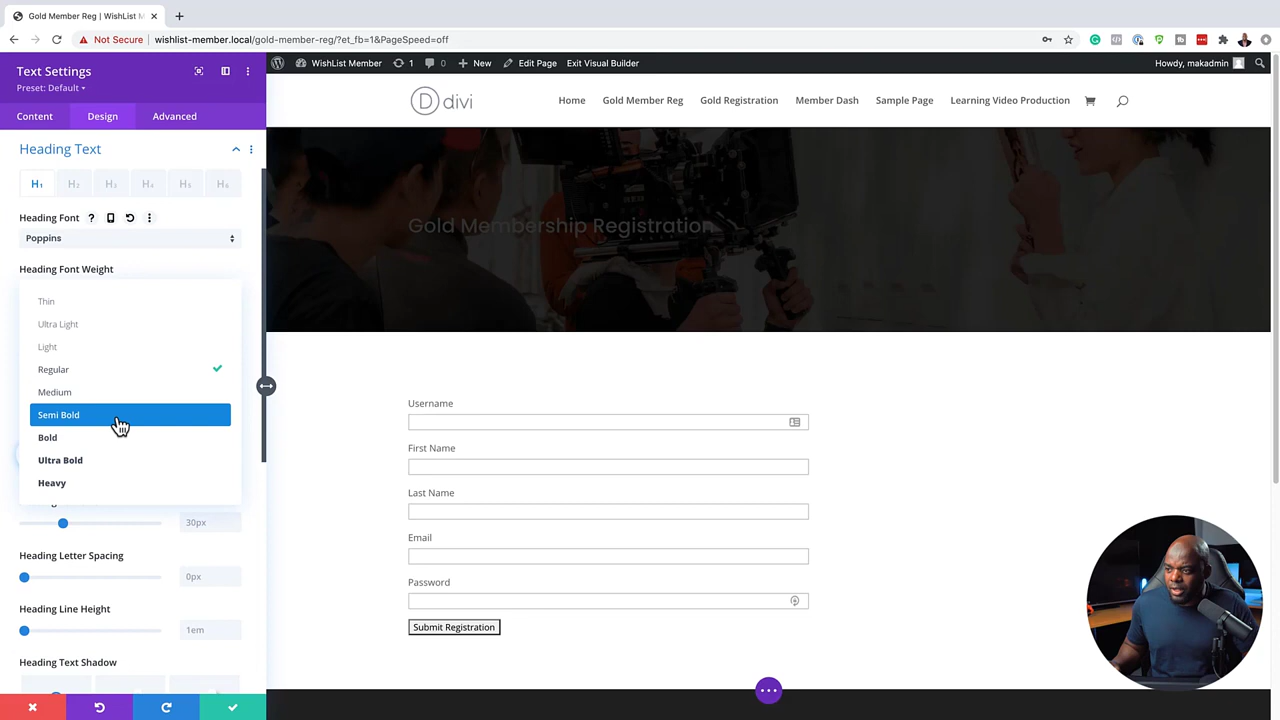 Gold Member Reg | WishList M
Not Secure | wishlist-member.local/gold-member-reg/?et_fb=1&PageSpeed=off
Text Settings
Preset: Default
Content
Design
Advanced
Heading Text
H1 H2 H3 H4 H5 H6
Heading Font
Poppins
Heading Font Weight
Thin
Ultra Light
Light
Regular
Medium
Semi Bold
Bold
Ultra Bold
Heavy
30px
Heading Letter Spacing
0px
Heading Line Height
1em
Heading Text Shadow
WishList Member 1 0 + New Edit Page Exit Visual Builder Howdy, makadmin
D divi
Home Gold Member Reg Gold Registration Member Dash Sample Page Learning Video Production
Gold Membership Registration
Username
First Name
Last Name
Email
Password
Submit Registration